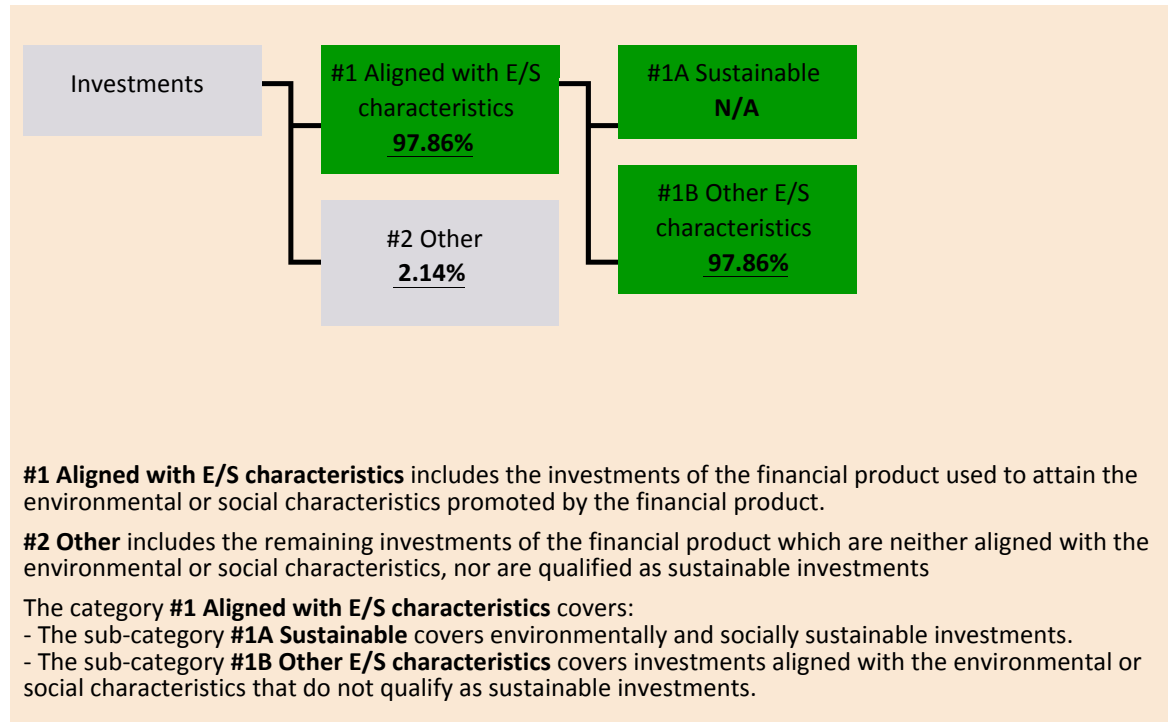 Investments
#1 Aligned with E/S
characteristics
97.86%
#2 Other
2.14%
#1A Sustainable
N/A
#1B Other E/S
characteristics
97.86%
#1 Aligned with E/S characteristics includes the investments of the financial product used to attain the
environmental or social characteristics promoted by the financial product.
#2 Other includes the remaining investments of the financial product which are neither aligned with the
environmental or social characteristics, nor are qualified as sustainable investments
The category #1 Aligned with E/S characteristics covers:
- The sub-category #1A Sustainable covers environmentally and socially sustainable investments.
- The sub-category #1B Other E/S characteristics covers investments aligned with the environmental or
social characteristics that do not qualify as sustainable investments.